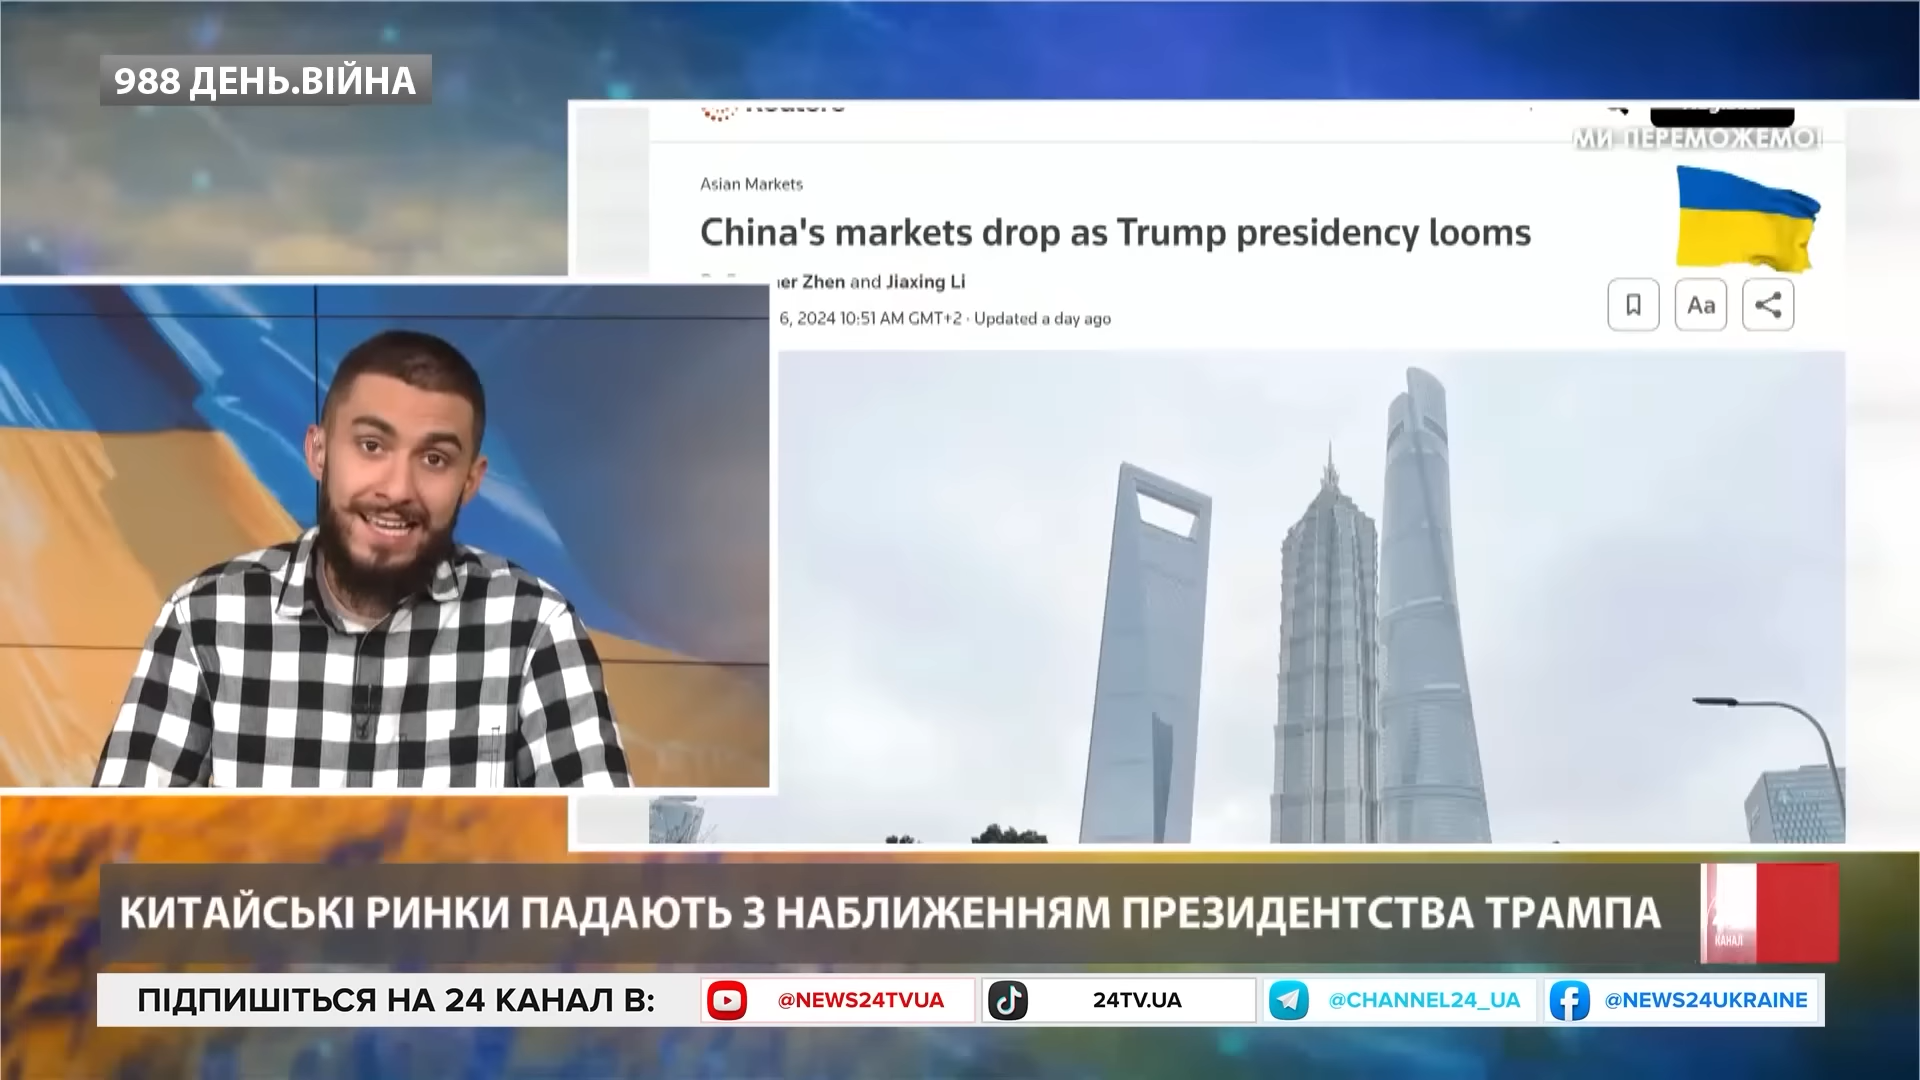 988 ДЕНЬ.ВІЙНА
МИ ПЕРЕМОЖЕМО!
Asian Markets
China's markets drop as Trump presidency looms
Zhen and Jiaxing Li
6, 2024 10:51 AM GMT+2 · Updated a day ago
Aa
КИТАЙСЬКІ РИНКИ ПАДАЮТЬ З НАБЛИЖЕННЯМ ПРЕЗИДЕНТСТВА ТРАМПА
КАНАЛ
ПІДПИШІТЬСЯ НА 24 КАНАЛ В:
@NEWS24TVUA
24TV.UA
@CHANNEL24_UA
@NEWS24UKRAINE